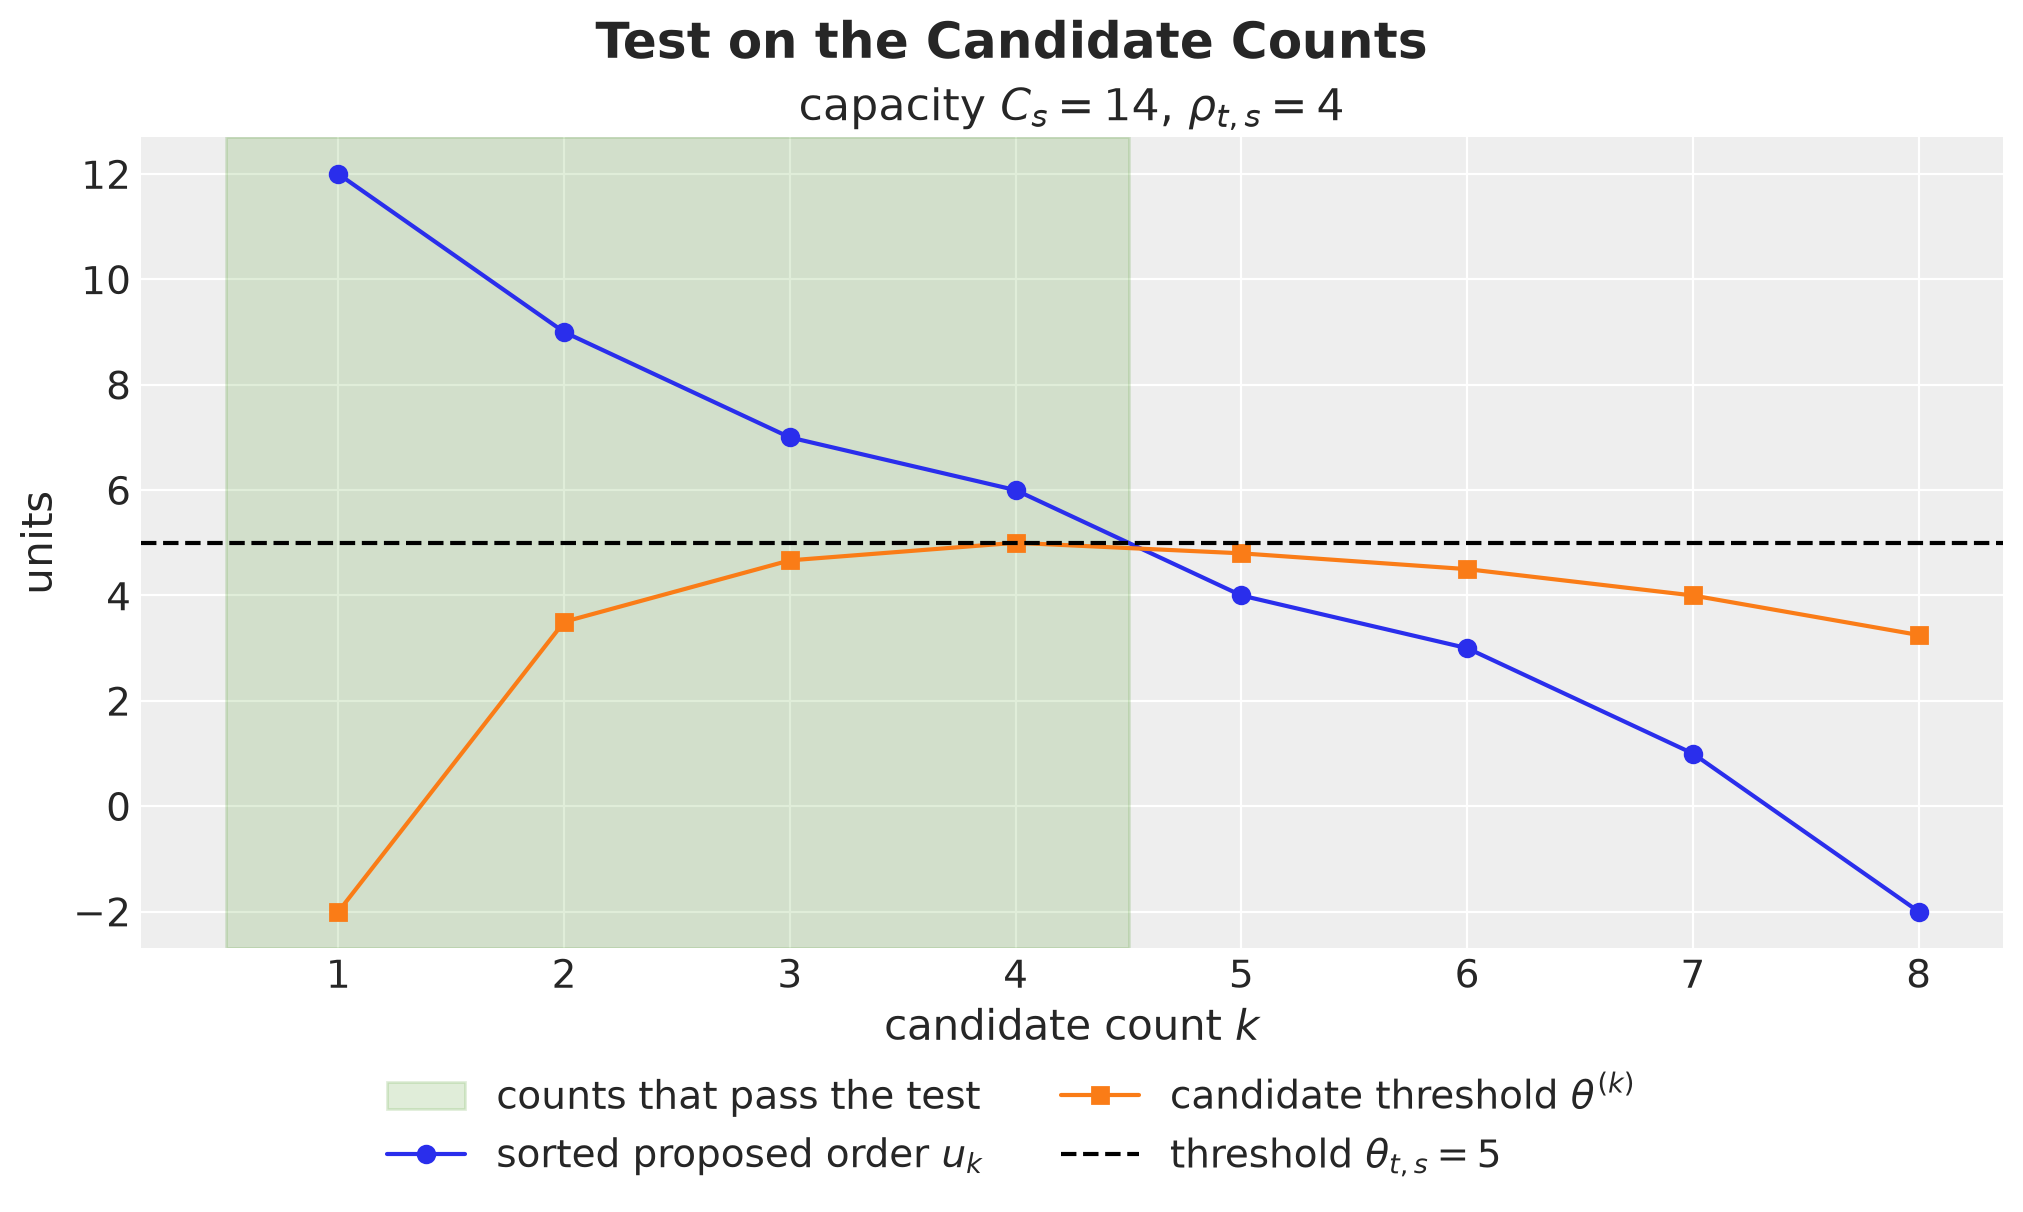 Test on the Candidate Counts
capacity $C_s = 14$, $\rho_{t,s} = 4$
12
10
8
6
4
2
0
−2
units
1 2 3 4 5 6 7 8
candidate count $k$
counts that pass the test
sorted proposed order $u_k$
candidate threshold $\theta^{(k)}$
threshold $\theta_{t,s} = 5$